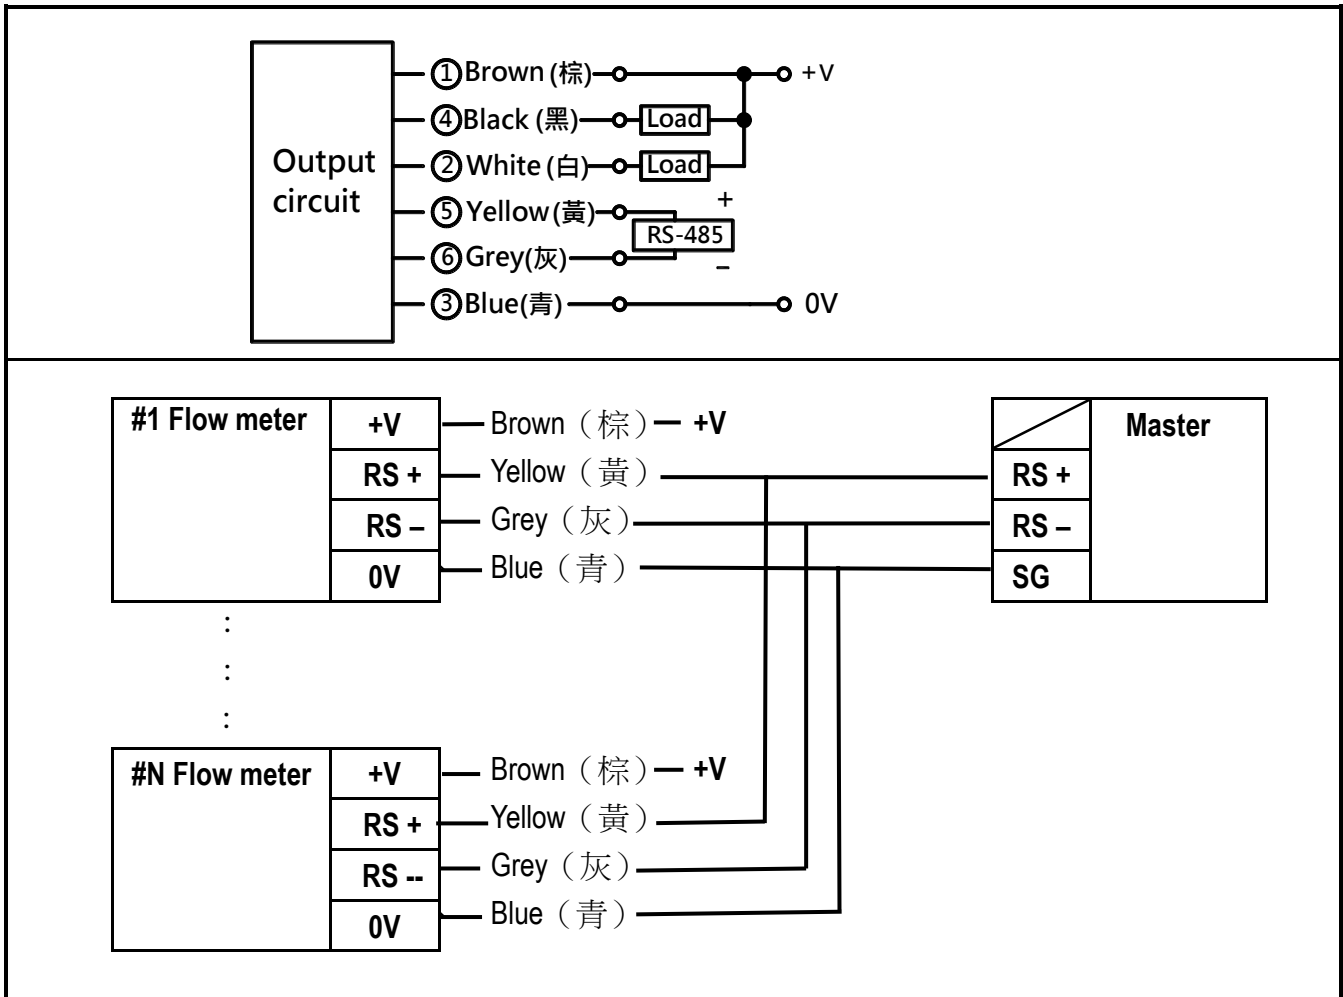 ①Brown (棕) +V
④Black (黑) Load
Output circuit
②White (白) Load
⑤Yellow(黃) +
RS-485
⑥Grey(灰) –
③Blue(青) 0V
#1 Flow meter +V Brown（棕） +V Master
RS + Yellow（黃） RS +
RS – Grey（灰） RS –
0V Blue（青） SG
:
:
:
#N Flow meter +V Brown（棕） +V
RS + Yellow（黃）
RS -- Grey（灰）
0V Blue（青）